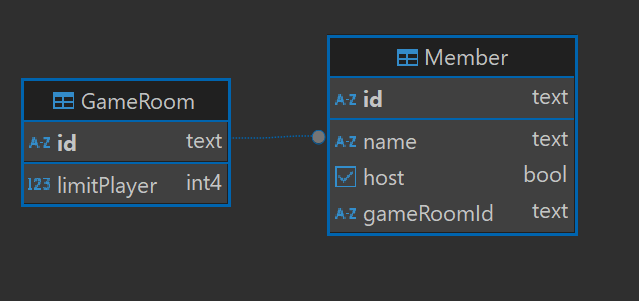 GameRoom
A-Z id text
123 limitPlayer int4
Member
A-Z id text
A-Z name text
host bool
A-Z gameRoomId text